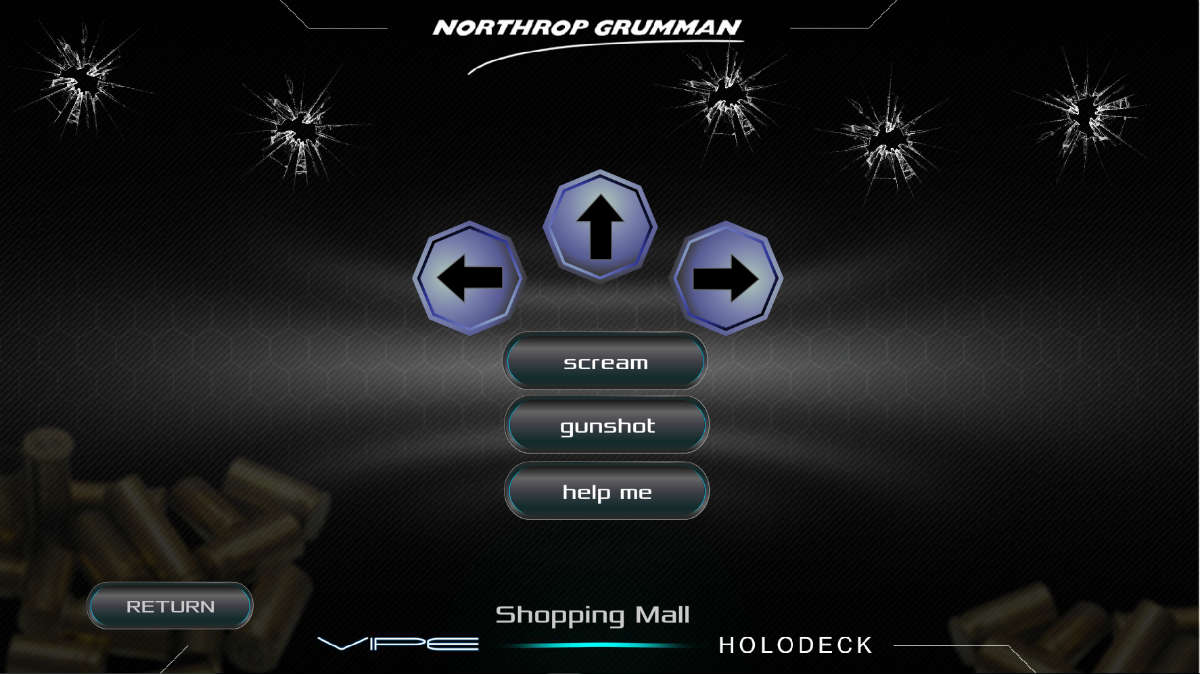 NORTHROP GRUMMAN
scream
gunshot
help me
RETURN
Shopping Mall
VIPE
HOLODECK